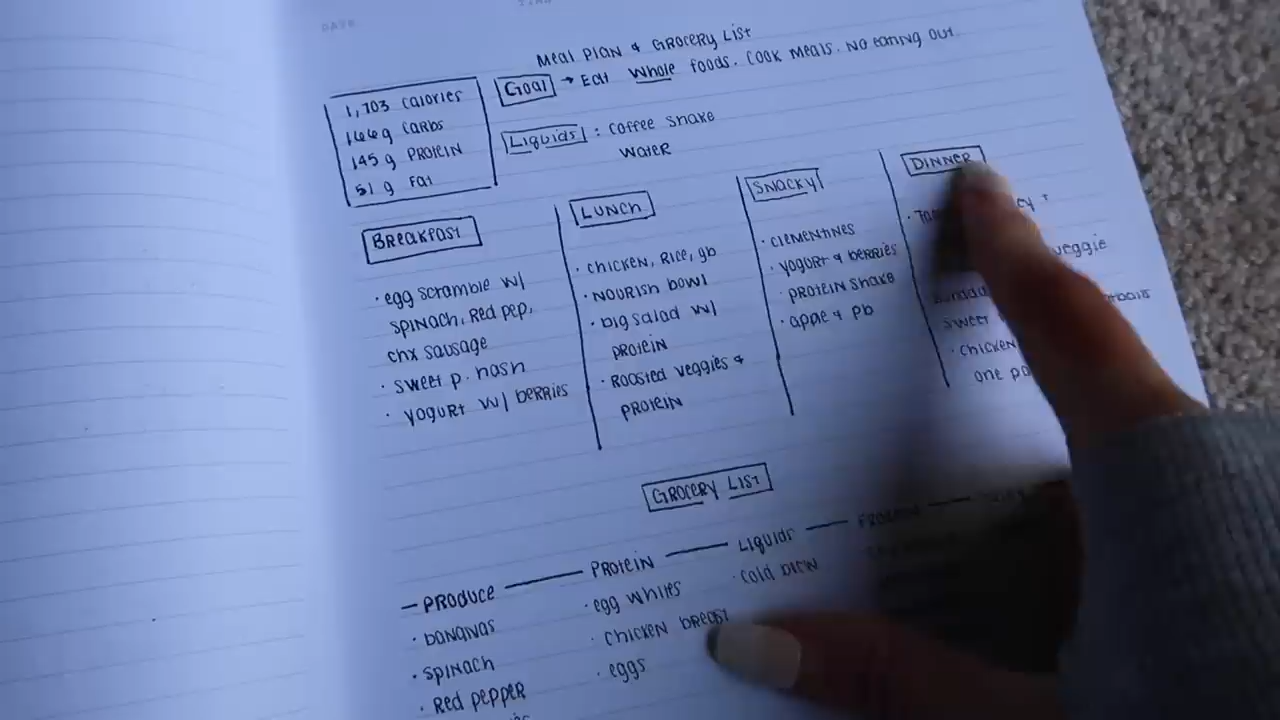 DATE
Meal Plan & Grocery List
1,703 calories
166g carbs
145 g Protein
51 g Fat
Goal → Eat whole foods. Cook meals. No eating out.
Liquids : coffee shake
water
Breakfast
• egg scramble w/
spinach, red pep,
chx sausage
• sweet p. hash
• yogurt w/ berries
Lunch
• chicken, rice, gb
• nourish bowl
• big salad w/
protein
• Roasted veggies &
protein
Snacky
• clementines
• yogurt & berries
• protein shake
• apple & pb
Dinner
veggie
sweet
• chicken
one
Grocery List
— Produce — Protein — Liquids —
• bananas
• spinach
• Red pepper
• egg whites
• chicken breast
• eggs
• cold brew